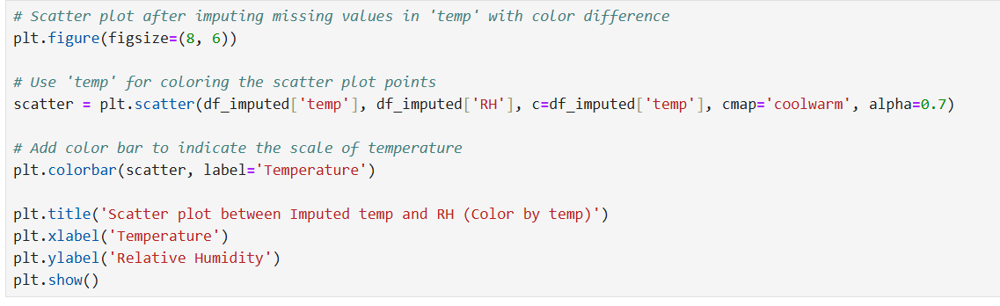 # Scatter plot after imputing missing values in 'temp' with color difference
plt.figure(figsize=(8, 6))
# Use 'temp' for coloring the scatter plot points
scatter = plt.scatter(df_imputed['temp'], df_imputed['RH'], c=df_imputed['temp'], cmap='coolwarm', alpha=0.7)
# Add color bar to indicate the scale of temperature
plt.colorbar(scatter, label='Temperature')
plt.title('Scatter plot between Imputed temp and RH (Color by temp)')
plt.xlabel('Temperature')
plt.ylabel('Relative Humidity')
plt.show()